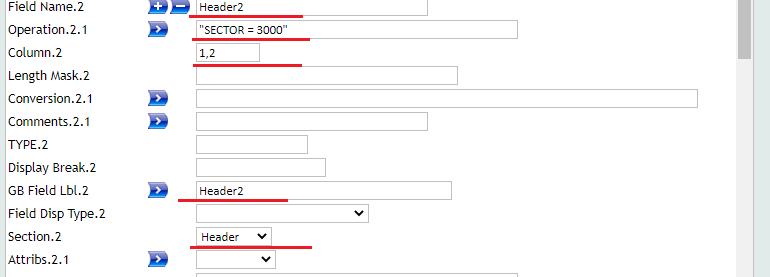 Field Name.2 Header2
Operation.2.1 "SECTOR = 3000"
Column.2 1,2
Length Mask.2
Conversion.2.1
Comments.2.1
TYPE.2
Display Break.2
GB Field Lbl.2 Header2
Field Disp Type.2
Section.2 Header
Attribs.2.1